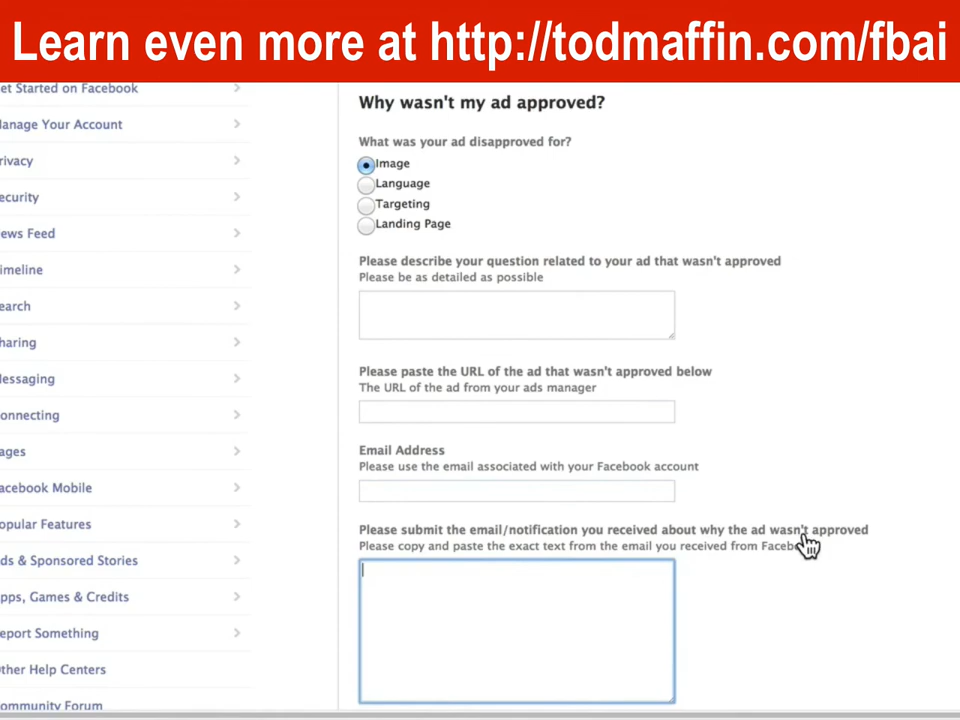 Learn even more at http://todmaffin.com/fbai
et Started on Facebook
anage Your Account
rivacy
ecurity
ews Feed
imeline
earch
haring
essaging
onnecting
ages
acebook Mobile
opular Features
ds & Sponsored Stories
pps, Games & Credits
eport Something
ther Help Centers
ommunity Forum
Why wasn't my ad approved?
What was your ad disapproved for?
Image
Language
Targeting
Landing Page
Please describe your question related to your ad that wasn't approved
Please be as detailed as possible
Please paste the URL of the ad that wasn't approved below
The URL of the ad from your ads manager
Email Address
Please use the email associated with your Facebook account
Please submit the email/notification you received about why the ad wasn't approved
Please copy and paste the exact text from the email you received from Facebo